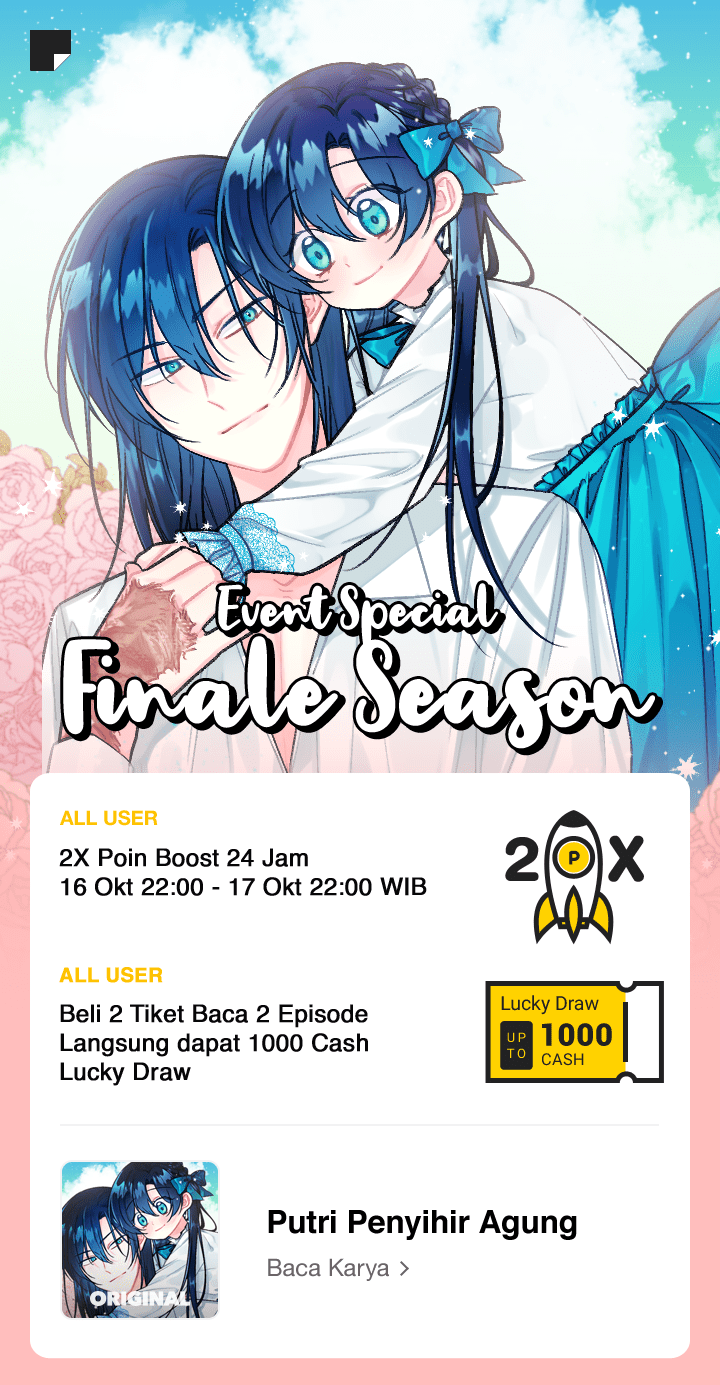 Event Special
Finale Season
ALL USER
2X Poin Boost 24 Jam
16 Okt 22:00 - 17 Okt 22:00 WIB
2 P X
ALL USER
Beli 2 Tiket Baca 2 Episode
Langsung dapat 1000 Cash
Lucky Draw
Lucky Draw
UP TO 1000
CASH
Putri Penyihir Agung
Baca Karya >
ORIGINAL